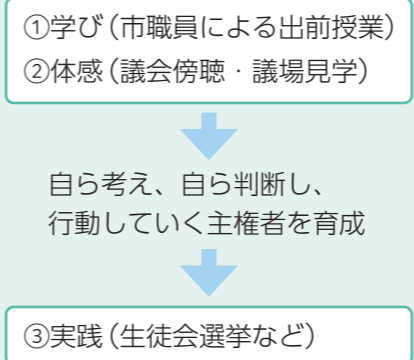 ①学び(市職員による出前授業)
②体感(議会傍聴・議場見学)
自ら考え、自ら判断し、
行動していく主権者を育成
③実践(生徒会選挙など)